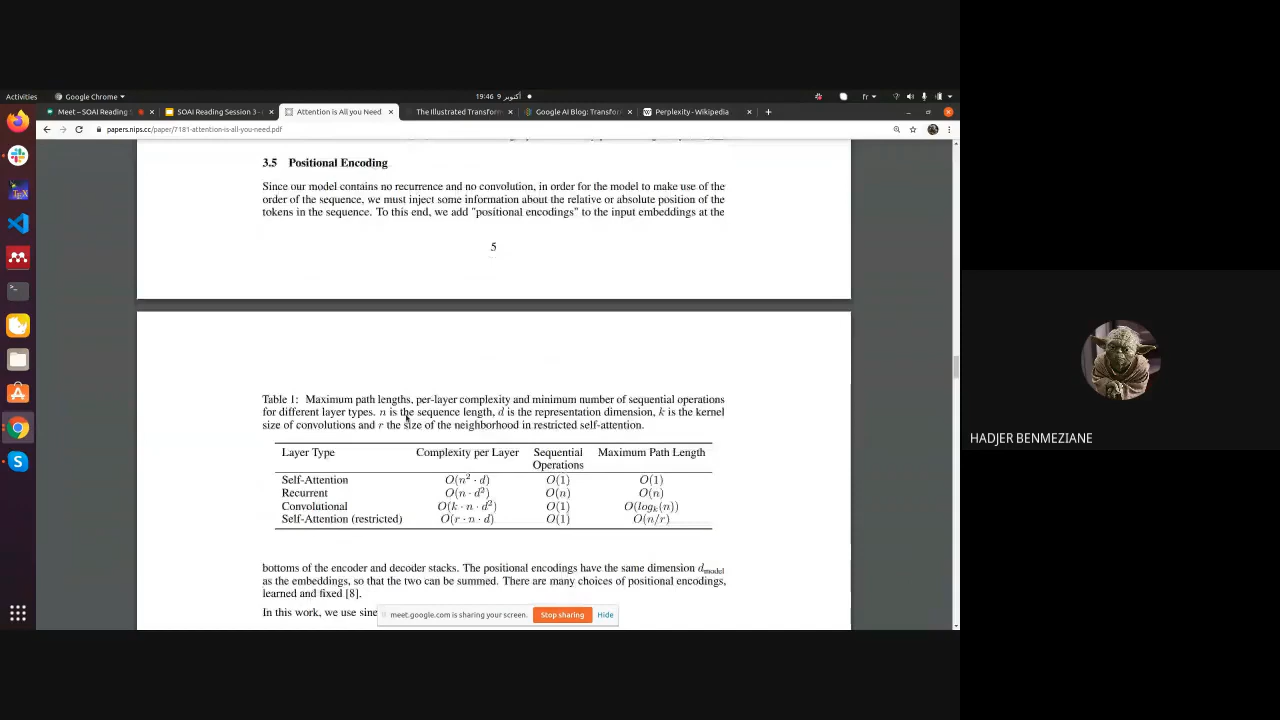 Activities
Google Chrome ▾
19:46 9 أكتوبر
fr ▾
Meet – SOAI Reading S
SOAI Reading Session 3 -
Attention is All you Need
The Illustrated Transform
Google AI Blog: Transfor
Perplexity - Wikipedia
papers.nips.cc/paper/7181-attention-is-all-you-need.pdf
3.5 Positional Encoding
Since our model contains no recurrence and no convolution, in order for the model to make use of the
order of the sequence, we must inject some information about the relative or absolute position of the
tokens in the sequence. To this end, we add "positional encodings" to the input embeddings at the
5
Table 1: Maximum path lengths, per-layer complexity and minimum number of sequential operations
for different layer types. n is the sequence length, d is the representation dimension, k is the kernel
size of convolutions and r the size of the neighborhood in restricted self-attention.
Layer Type Complexity per Layer Sequential Maximum Path Length
Operations
Self-Attention O(n² · d) O(1) O(1)
Recurrent O(n · d²) O(n) O(n)
Convolutional O(k · n · d²) O(1) O(logₖ(n))
Self-Attention (restricted) O(r · n · d) O(1) O(n/r)
bottoms of the encoder and decoder stacks. The positional encodings have the same dimension d_model
as the embeddings, so that the two can be summed. There are many choices of positional encodings,
learned and fixed [8].
In this work, we use sine
meet.google.com is sharing your screen. Stop sharing Hide
HADJER BENMEZIANE